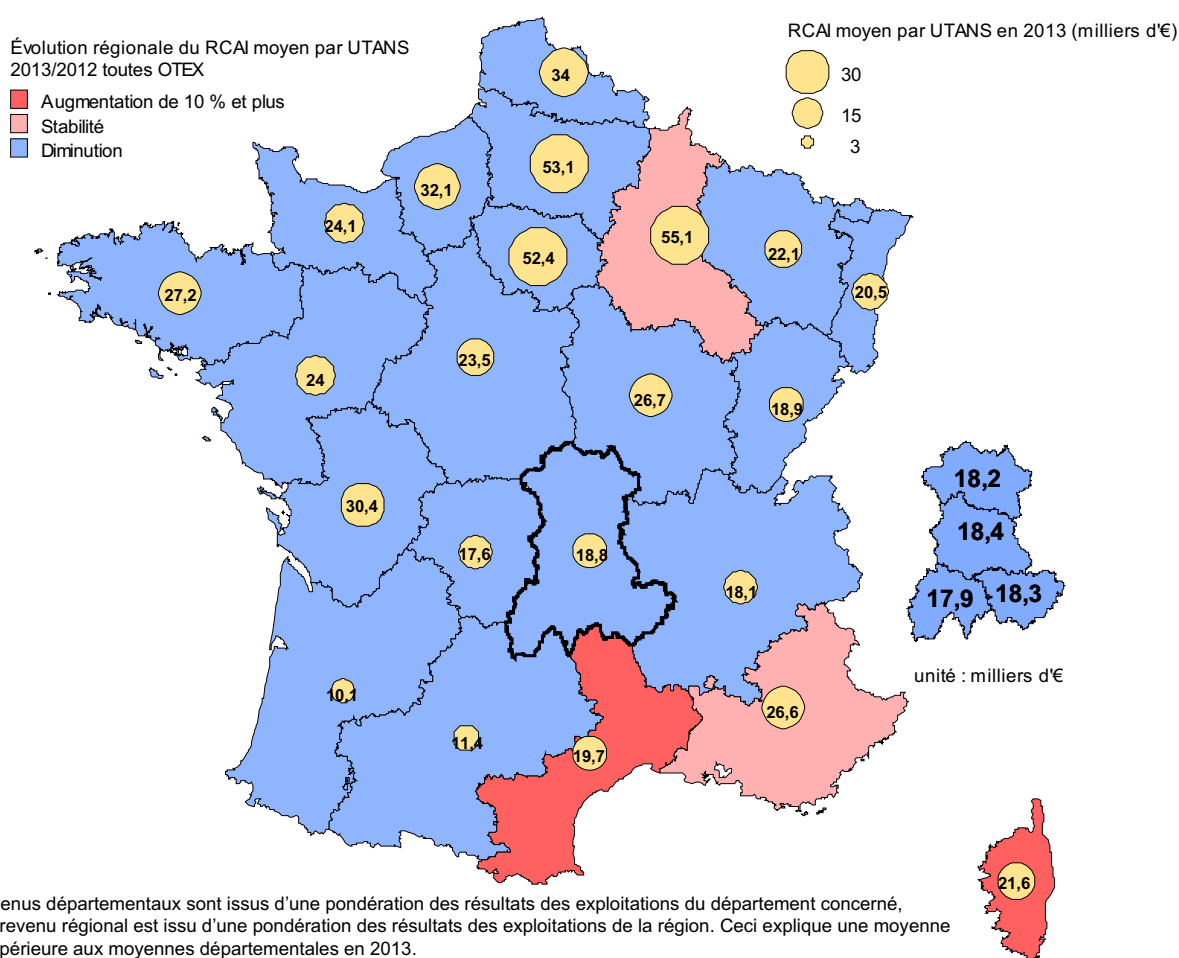 Évolution régionale du RCAI moyen par UTANS
2013/2012 toutes OTEX
Augmentation de 10 % et plus
Stabilité
Diminution
RCAI moyen par UTANS en 2013 (milliers d'€)
30
15
3
34
53,1
32,1
24,1
55,1
52,4
22,1
27,2
20,5
23,5
24
26,7
18,9
30,4
17,6
18,8
18,1
10,1
11,4
19,7
26,6
21,6
18,2
18,4
17,9
18,3
unité : milliers d'€
enus départementaux sont issus d’une pondération des résultats des exploitations du département concerné,
revenu régional est issu d’une pondération des résultats des exploitations de la région. Ceci explique une moyenne
périeure aux moyennes départementales en 2013.